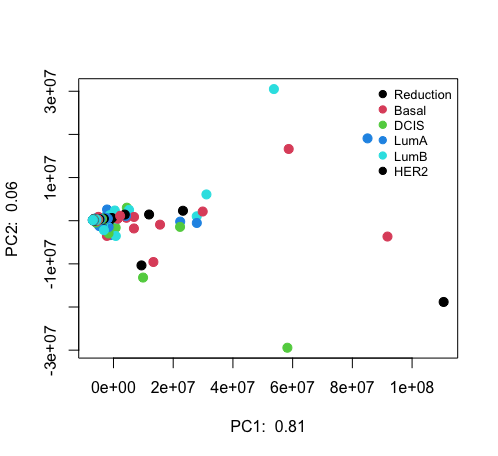 3e+07
1e+07
-1e+07
-3e+07
PC2:  0.06
Reduction
Basal
DCIS
LumA
LumB
HER2
0e+00 2e+07 4e+07 6e+07 8e+07 1e+08
PC1:  0.81